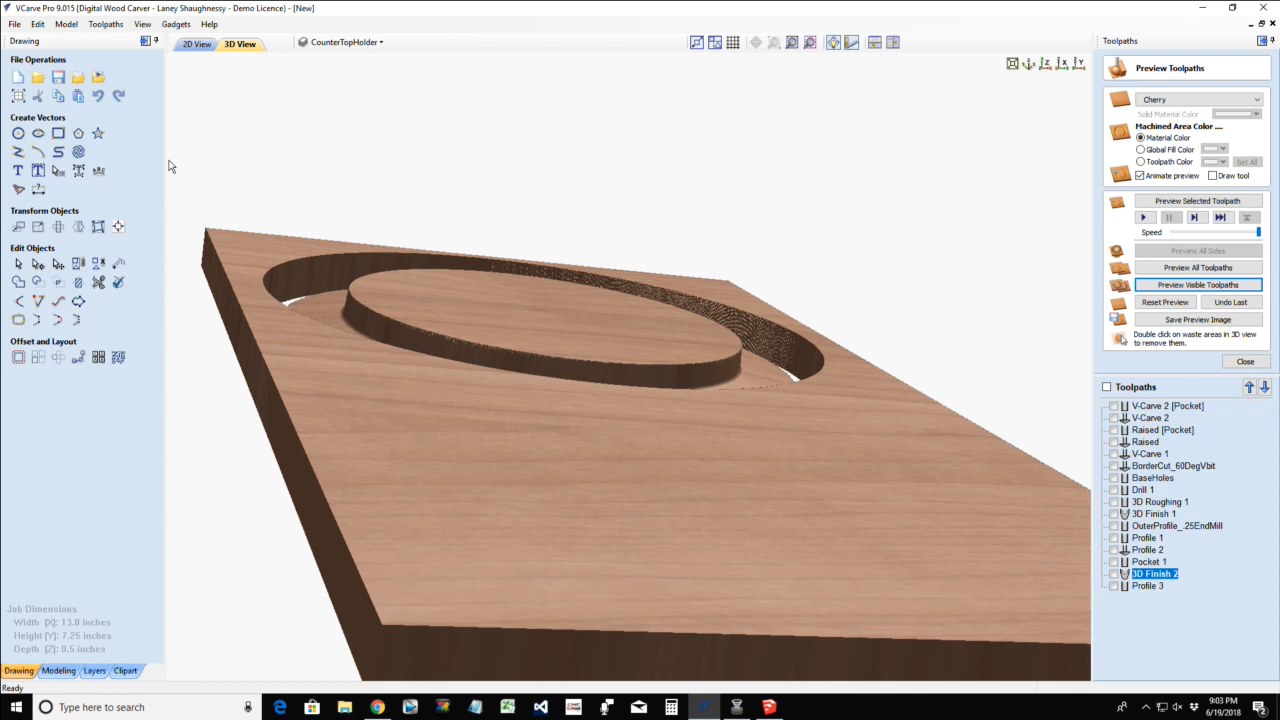 VCarve Pro 9.015 [Digital Wood Carver - Laney Shaughnessy - Demo Licence} - [New]
File Edit Model Toolpaths View Gadgets Help
Drawing
2D View 3D View CounterTopHolder
Toolpaths
File Operations
Create Vectors
Transform Objects
Edit Objects
Offset and Layout
Job Dimensions
Width (X): 13.0 inches
Height (Y): 7.25 inches
Depth (Z): 0.5 inches
Drawing Modeling Layers Clipart
Ready
Z X Y
Preview Toolpaths
Cherry
Solid Material Color
Machined Area Color ....
Material Color
Global Fill Color
Toolpath Color Set All
Animate preview Draw tool
Preview Selected Toolpath
Speed
Preview All Sides
Preview All Toolpaths
Preview Visible Toolpaths
Reset Preview Undo Last
Save Preview Image
Double click on waste areas in 3D view
to remove them.
Close
Toolpaths
V-Carve 2 [Pocket]
V-Carve 2
Raised [Pocket]
Raised
V-Carve 1
BorderCut_60DegVbit
BaseHoles
Drill 1
3D Roughing 1
3D Finish 1
OuterProfile_.25EndMill
Profile 1
Profile 2
Pocket 1
3D Finish 2
Profile 3
Type here to search
9:03 PM
6/19/2018
2